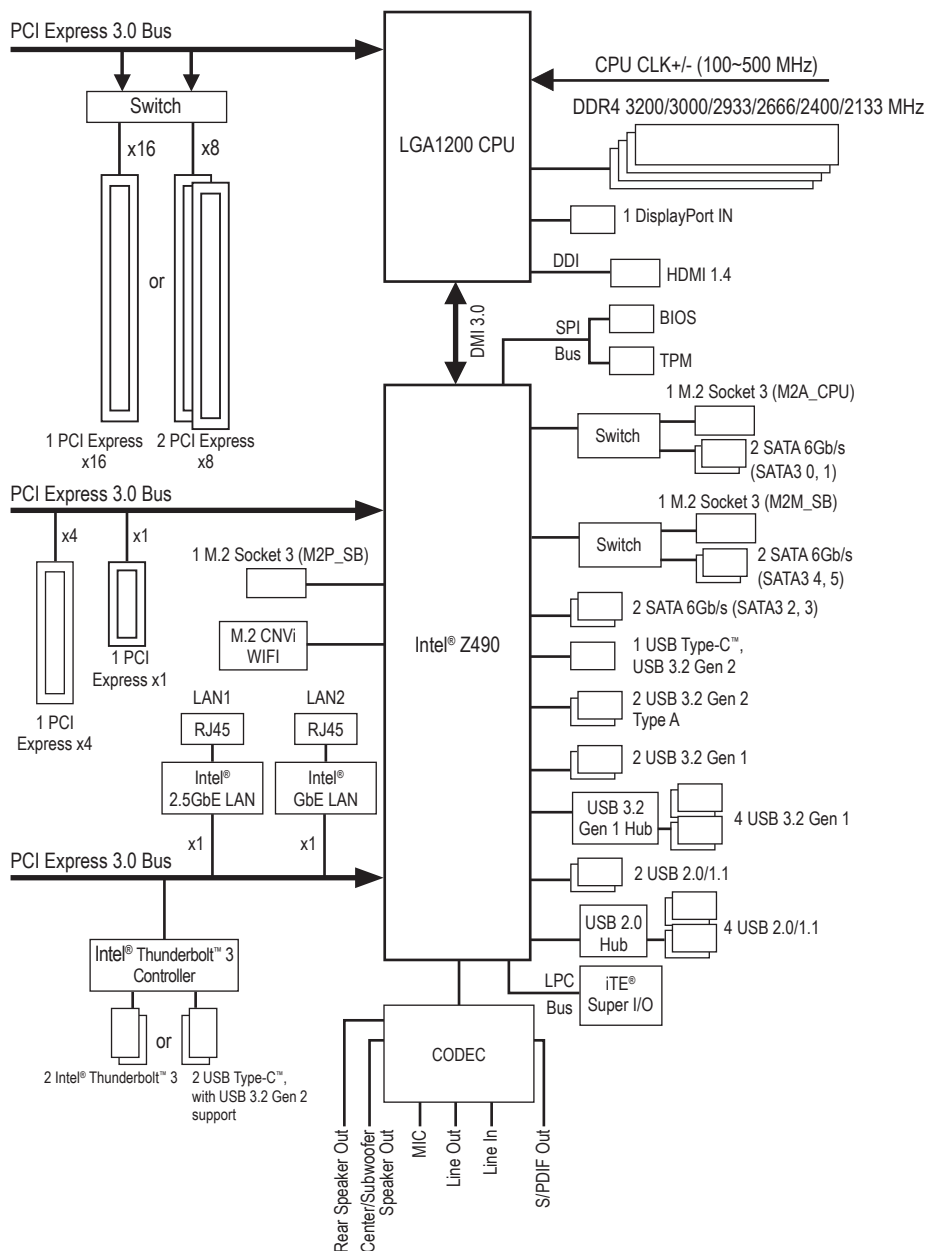 PCI Express 3.0 Bus
CPU CLK+/- (100~500 MHz)
DDR4 3200/3000/2933/2666/2400/2133 MHz
Switch
x16
x8
LGA1200 CPU
1 DisplayPort IN
or
DDI
HDMI 1.4
DMI 3.0
SPI
Bus
BIOS
TPM
1 PCI Express
x16
2 PCI Express
x8
1 M.2 Socket 3 (M2A_CPU)
Switch
2 SATA 6Gb/s
(SATA3 0, 1)
PCI Express 3.0 Bus
x4
x1
1 M.2 Socket 3 (M2M_SB)
Switch
2 SATA 6Gb/s
(SATA3 4, 5)
1 M.2 Socket 3 (M2P_SB)
M.2 CNVi
WIFI
Intel® Z490
2 SATA 6Gb/s (SATA3 2, 3)
1 USB Type-C™,
USB 3.2 Gen 2
1 PCI
Express x1
1 PCI
Express x4
LAN1
RJ45
Intel®
2.5GbE LAN
x1
LAN2
RJ45
Intel®
GbE LAN
x1
2 USB 3.2 Gen 2
Type A
2 USB 3.2 Gen 1
USB 3.2
Gen 1 Hub
4 USB 3.2 Gen 1
PCI Express 3.0 Bus
2 USB 2.0/1.1
USB 2.0
Hub
4 USB 2.0/1.1
Intel® Thunderbolt™ 3
Controller
LPC
Bus
iTE®
Super I/O
or
2 Intel® Thunderbolt™ 3
2 USB Type-C™,
with USB 3.2 Gen 2
support
CODEC
Rear Speaker Out
Center/Subwoofer
Speaker Out
MIC
Line Out
Line In
S/PDIF Out